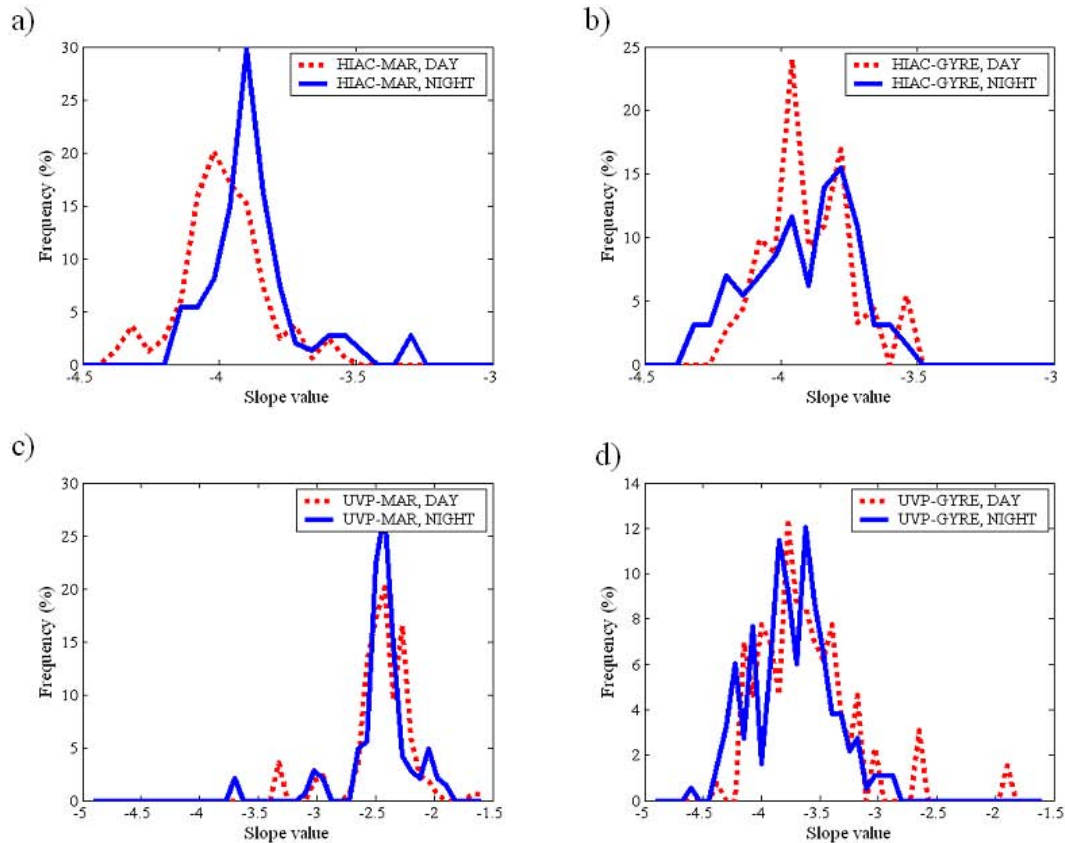 a)
30
25
20
15
10
5
0
Frequency (%)
HIAC-MAR, DAY
HIAC-MAR, NIGHT
-4.5 -4 -3.5 -3
Slope value
b)
25
20
15
10
5
0
Frequency (%)
HIAC-GYRE, DAY
HIAC-GYRE, NIGHT
-4.5 -4 -3.5 -3
Slope value
c)
30
25
20
15
10
5
0
Frequency (%)
UVP-MAR, DAY
UVP-MAR, NIGHT
-5 -4.5 -4 -3.5 -3 -2.5 -2 -1.5
Slope value
d)
14
12
10
8
6
4
2
0
Frequency (%)
UVP-GYRE, DAY
UVP-GYRE, NIGHT
-5 -4.5 -4 -3.5 -3 -2.5 -2 -1.5
Slope value